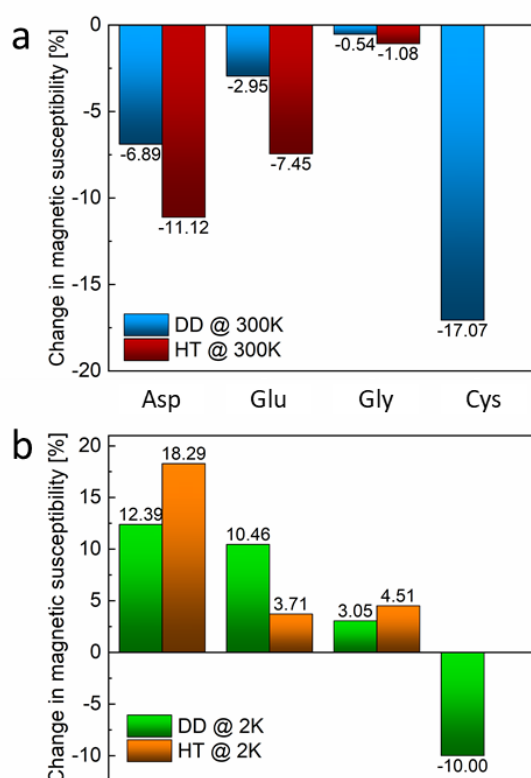 a
Change in magnetic susceptibility [%]
0
-5
-10
-15
-20
-6.89
-11.12
-2.95
-7.45
-0.54
-1.08
-17.07
DD @ 300K
HT @ 300K
Asp Glu Gly Cys
b
Change in magnetic susceptibility [%]
20
15
10
5
0
-5
-10
12.39
18.29
10.46
3.71
3.05
4.51
-10.00
DD @ 2K
HT @ 2K